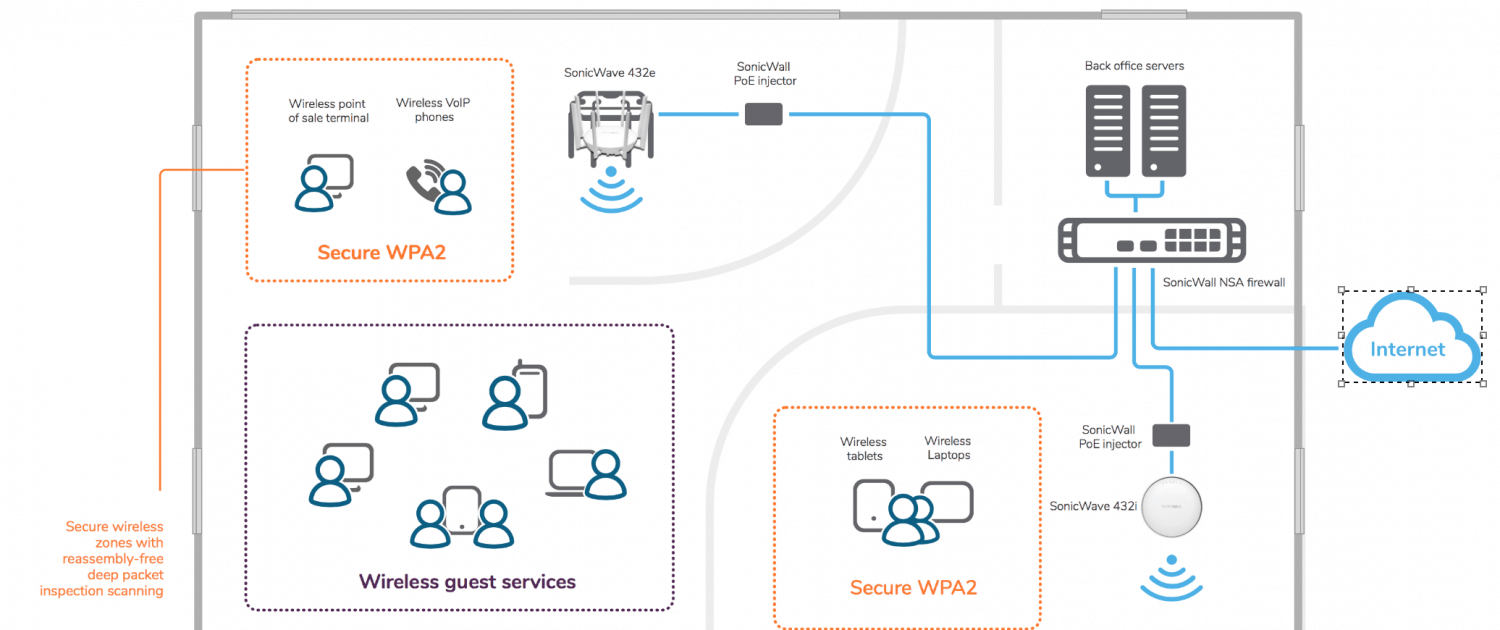 SonicWave 432e
SonicWall
PoE injector
Back office servers
Wireless point
of sale terminal
Wireless VoIP
phones
Secure WPA2
SonicWall NSA firewall
Internet
Wireless
tablets
Wireless
Laptops
SonicWall
PoE injector
SonicWave 432i
Secure wireless
zones with
reassembly-free
deep packet
inspection scanning
Wireless guest services
Secure WPA2